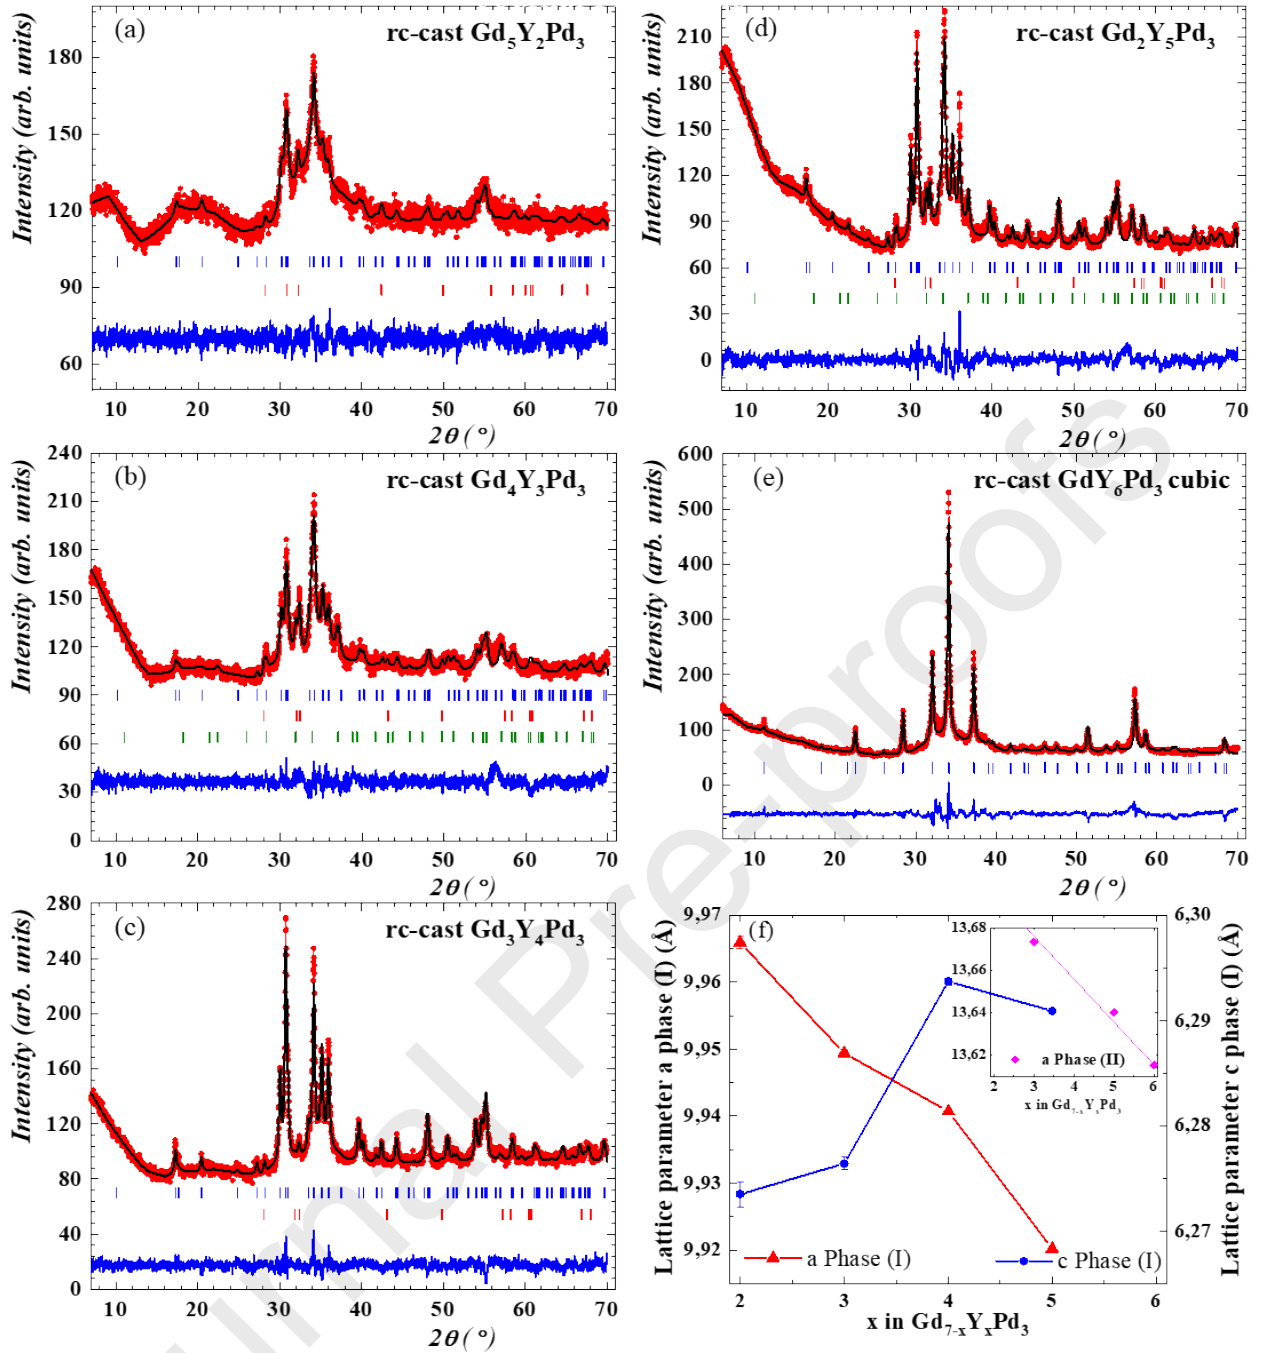 (a)
rc-cast Gd5Y2Pd3
Intensity (arb. units)
180
150
120
90
60
10 20 30 40 50 60 70
2θ (°)
(d)
rc-cast Gd2Y5Pd3
Intensity (arb. units)
210
180
150
120
90
60
30
0
10 20 30 40 50 60 70
2θ (°)
(b)
rc-cast Gd4Y3Pd3
Intensity (arb. units)
240
210
180
150
120
90
60
30
0
10 20 30 40 50 60 70
2θ (°)
(e)
rc-cast GdY6Pd3 cubic
Intensity (arb. units)
600
500
400
300
200
100
0
10 20 30 40 50 60 70
2θ (°)
(c)
rc-cast Gd3Y4Pd3
Intensity (arb. units)
280
240
200
160
120
80
40
0
10 20 30 40 50 60 70
2θ (°)
(f)
Lattice parameter a phase (I) (Å)
9,97
9,96
9,95
9,94
9,93
9,92
2 3 4 5 6
x in Gd7-xYxPd3
a Phase (I)
c Phase (I)
6,30
6,29
6,28
6,27
Lattice parameter c phase (I) (Å)
13,68
13,66
13,64
13,62
a Phase (II)
2 3 4 5 6
x in Gd7-xYxPd3
urnal Pre-proofs